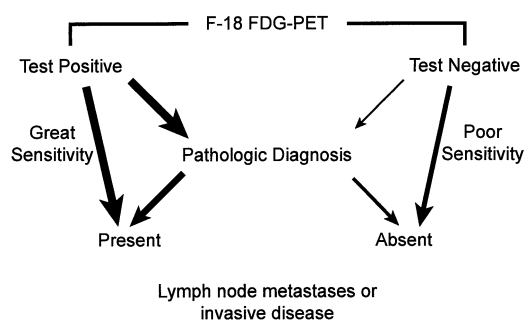 F-18 FDG-PET
Test Positive
Test Negative
Great
Sensitivity
Poor
Sensitivity
Pathologic Diagnosis
Present
Absent
Lymph node metastases or
invasive disease